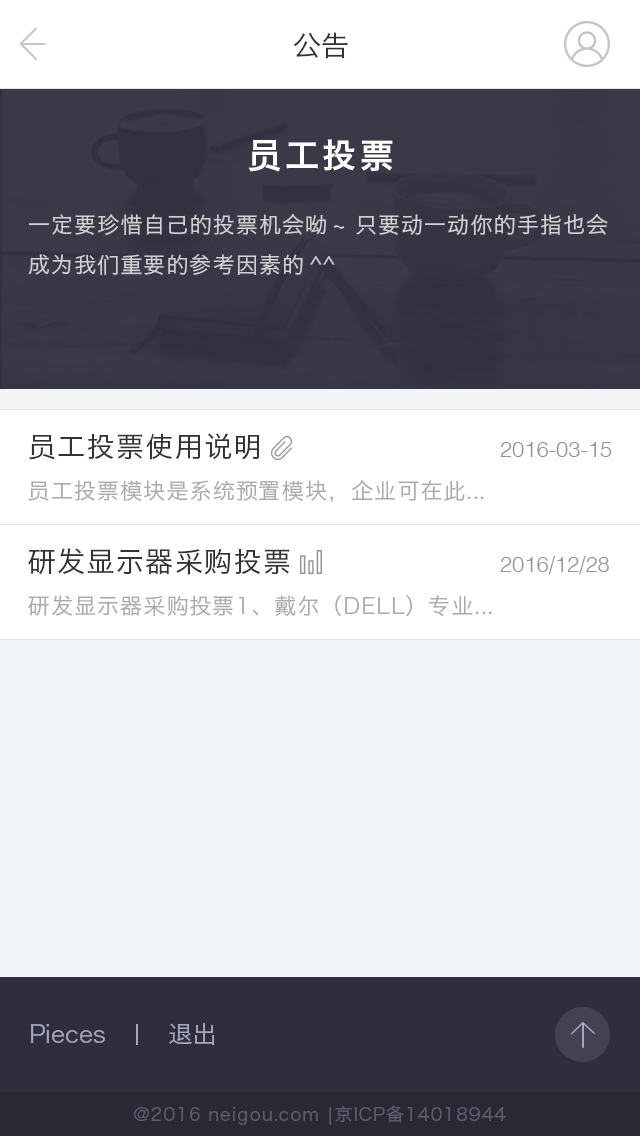 公告
员工投票
一定要珍惜自己的投票机会呦 ~ 只要动一动你的手指也会
成为我们重要的参考因素的 ^^
员工投票使用说明 2016-03-15
员工投票模块是系统预置模块，企业可在此...
研发显示器采购投票 2016/12/28
研发显示器采购投票1、戴尔（DELL）专业...
Pieces | 退出
@2016 neigou.com |京ICP备14018944